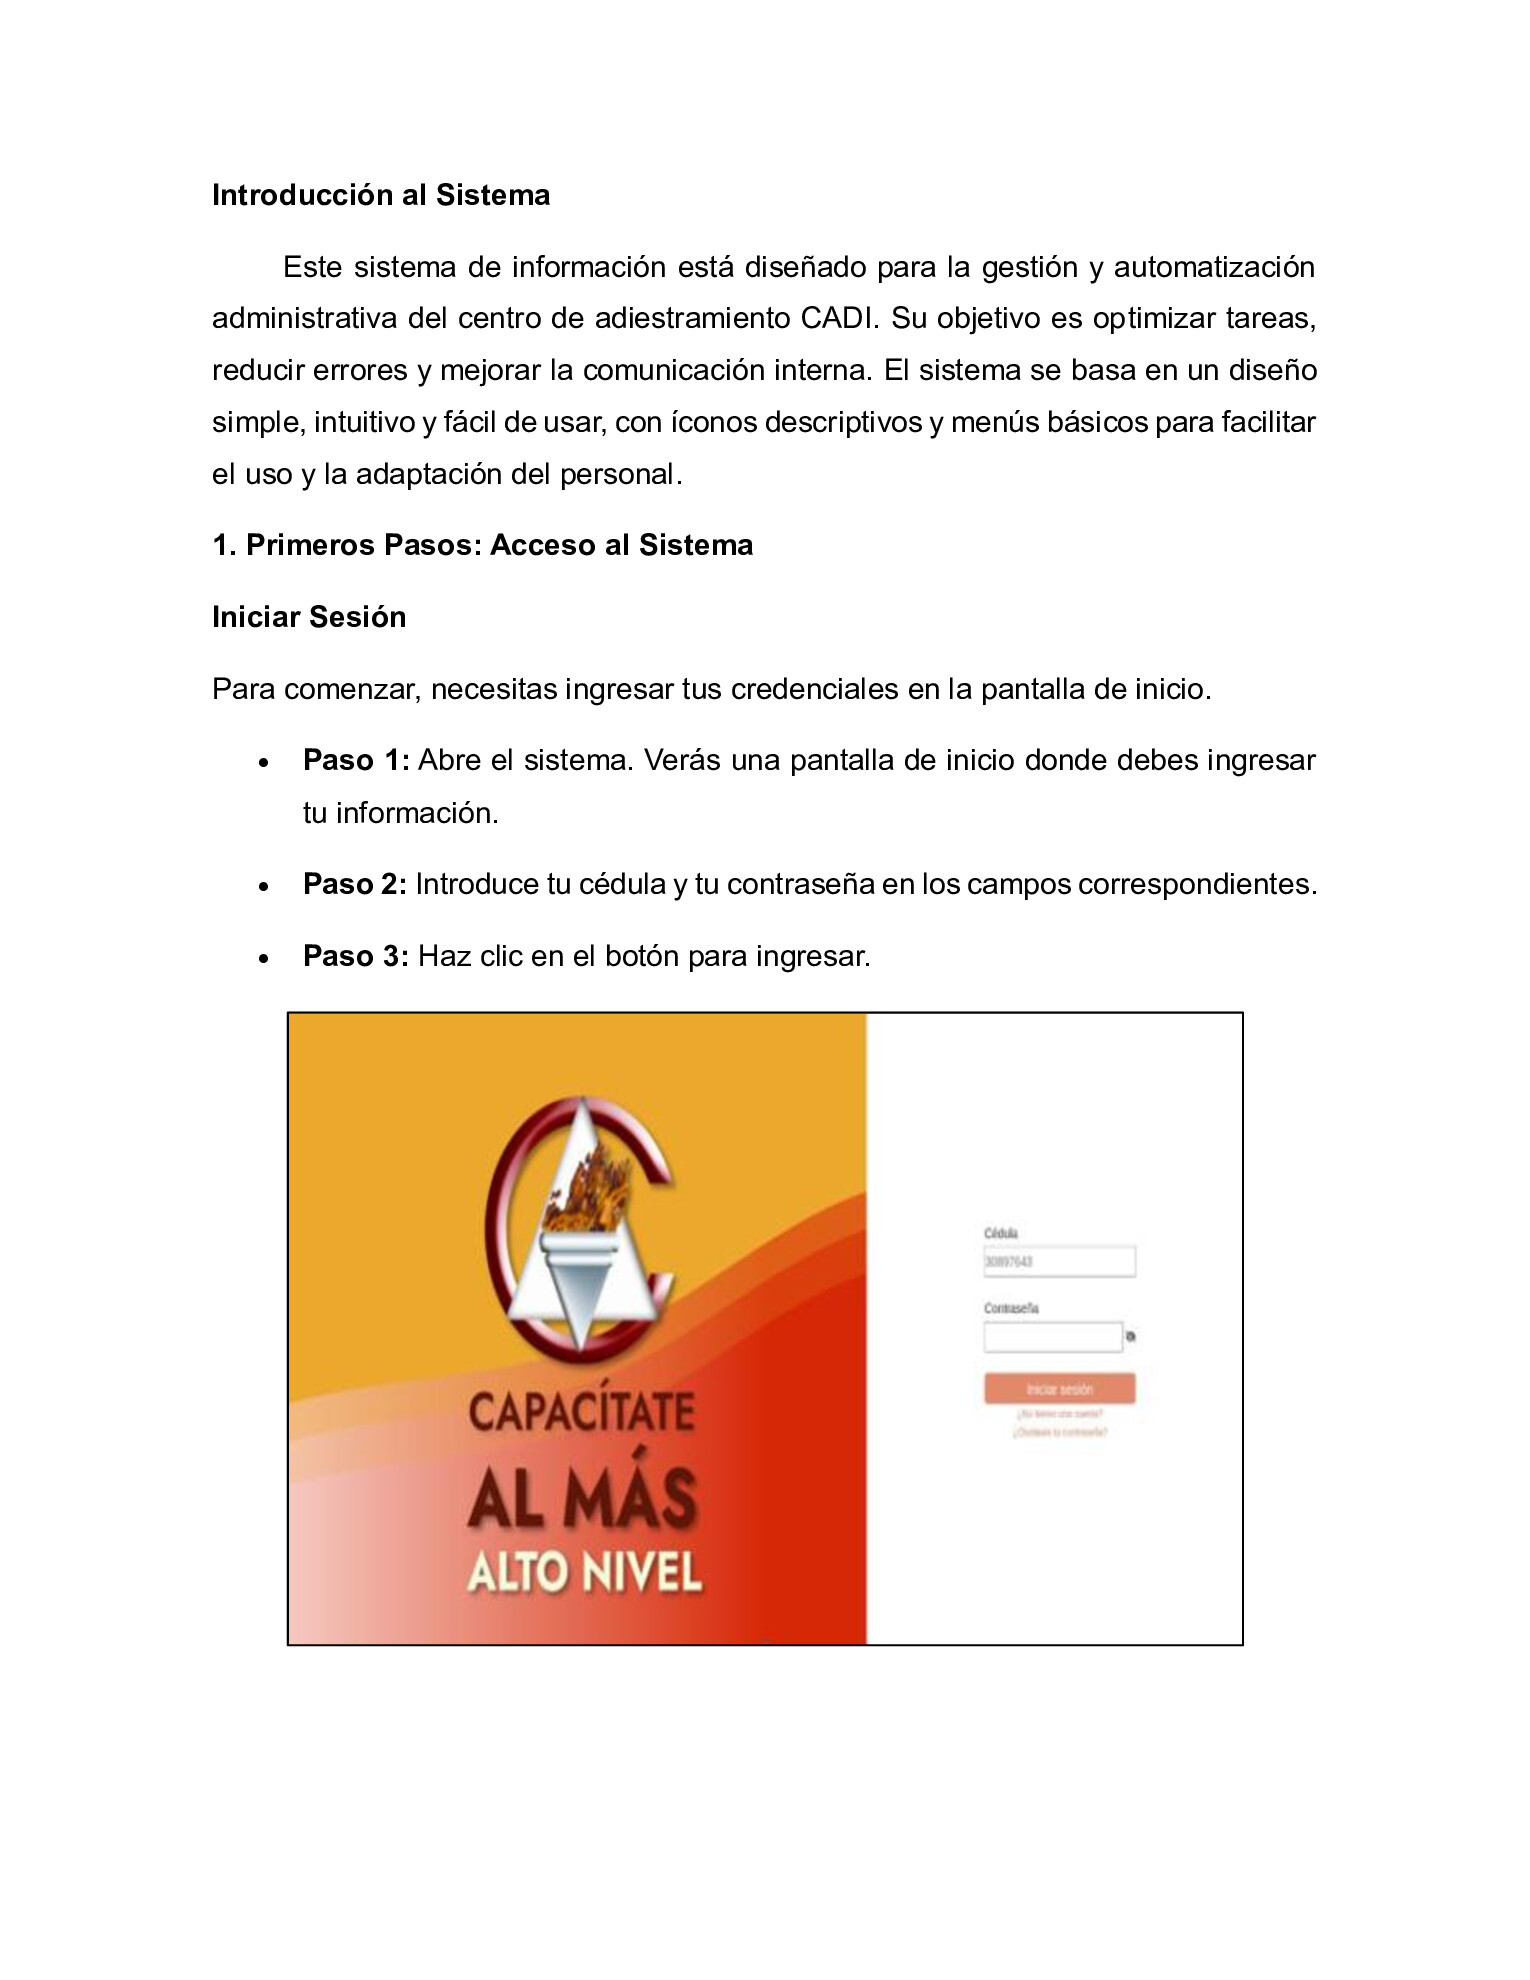 Introducción al Sistema
Este sistema de información está diseñado para la gestión y automatización
administrativa del centro de adiestramiento CADI. Su objetivo es optimizar tareas,
reducir errores y mejorar la comunicación interna. El sistema se basa en un diseño
simple, intuitivo y fácil de usar, con íconos descriptivos y menús básicos para facilitar
el uso y la adaptación del personal.
1. Primeros Pasos: Acceso al Sistema
Iniciar Sesión
Para comenzar, necesitas ingresar tus credenciales en la pantalla de inicio.
• Paso 1: Abre el sistema. Verás una pantalla de inicio donde debes ingresar
tu información.
• Paso 2: Introduce tu cédula y tu contraseña en los campos correspondientes.
• Paso 3: Haz clic en el botón para ingresar.
CAPACÍTATE
AL MÁS
ALTO NIVEL
Cédula
30897643
Contraseña
Iniciar sesión
¿No tienes una cuenta?
¿Olvidaste tu contraseña?